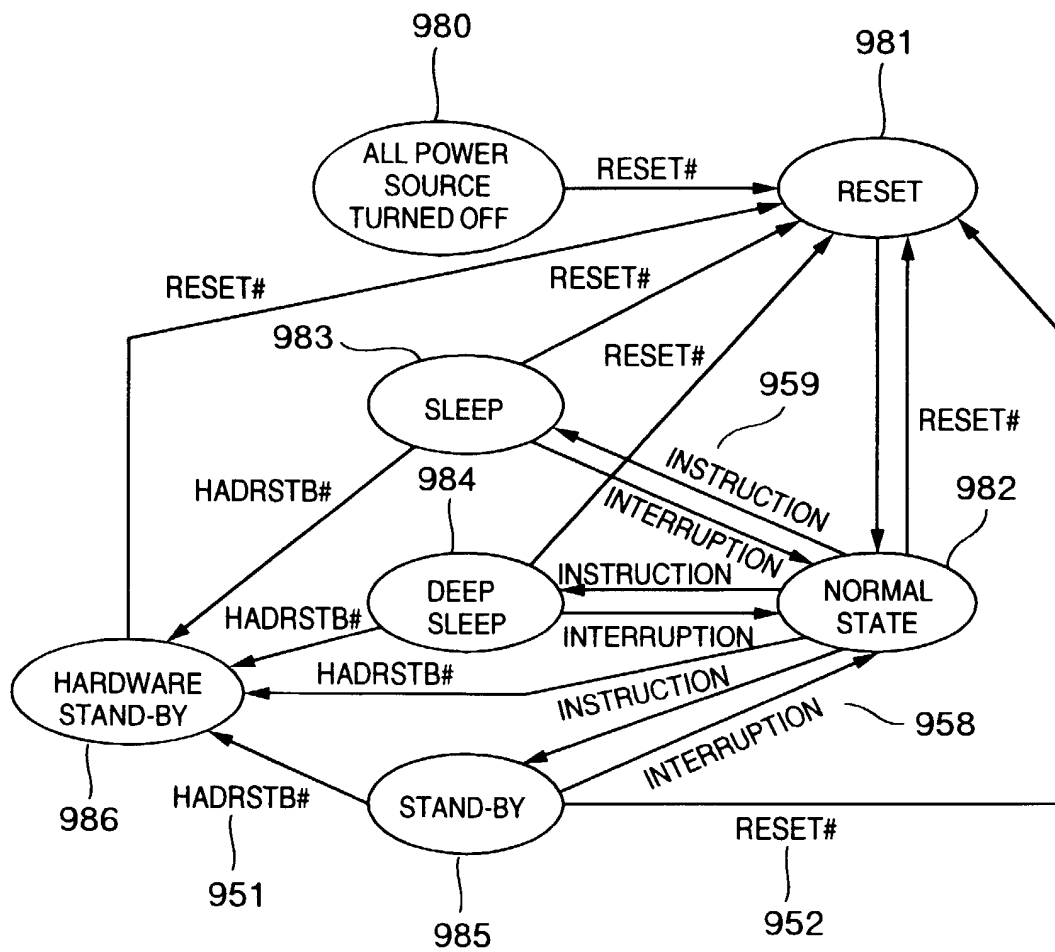 980
981
ALL POWER
SOURCE
TURNED OFF
RESET#
RESET
RESET#
RESET#
983
RESET#
959
SLEEP
RESET#
INSTRUCTION
984
982
HADRSTB#
INTERRUPTION
INSTRUCTION
DEEP
SLEEP
NORMAL
STATE
HADRSTB#
INTERRUPTION
HADRSTB#
HARDWARE
STAND-BY
INSTRUCTION
958
INTERRUPTION
HADRSTB#
STAND-BY
986
RESET#
951
985
952